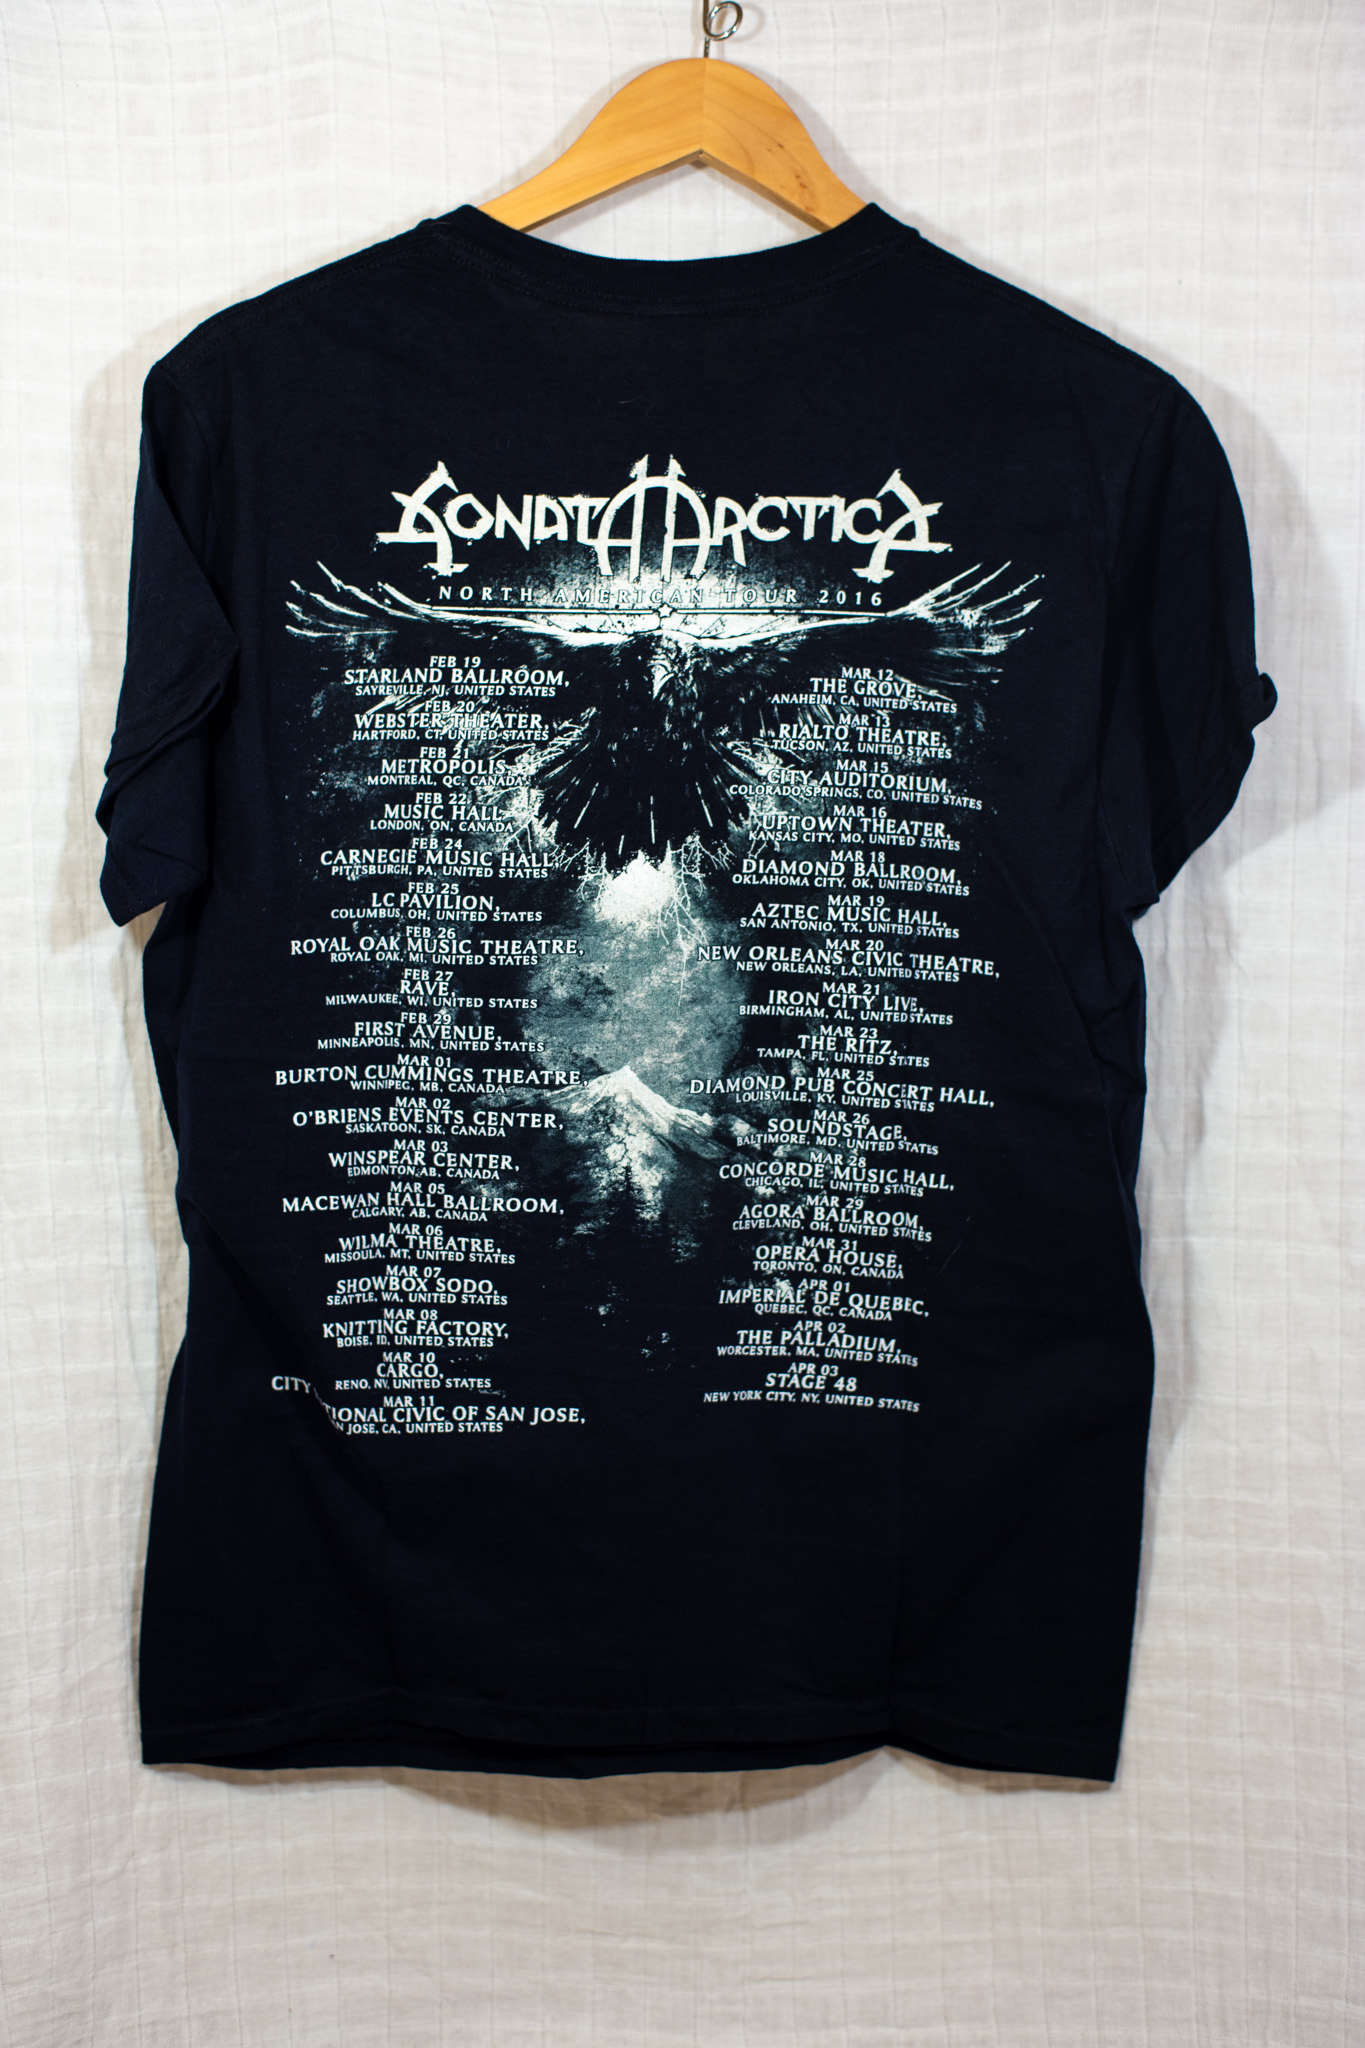 SONATA ARCTICA
NORTH AMERICAN TOUR 2016
FEB 19
STARLAND BALLROOM,
SAYREVILLE, NJ, UNITED STATES
FEB 20
WEBSTER THEATER,
HARTFORD, CT, UNITED STATES
FEB 21
METROPOLIS,
MONTREAL, QC, CANADA
FEB 22
MUSIC HALL
LONDON, ON, CANADA
FEB 24
CARNEGIE MUSIC HALL,
PITTSBURGH, PA, UNITED STATES
FEB 25
LC PAVILION,
COLUMBUS, OH, UNITED STATES
FEB 26
ROYAL OAK MUSIC THEATRE,
ROYAL OAK, MI, UNITED STATES
FEB 27
RAVE,
MILWAUKEE, WI, UNITED STATES
FEB 29
FIRST AVENUE,
MINNEAPOLIS, MN, UNITED STATES
MAR 01
BURTON CUMMINGS THEATRE,
WINNIPEG, MB, CANADA
MAR 02
O'BRIENS EVENTS CENTER,
SASKATOON, SK, CANADA
MAR 03
WINSPEAR CENTER,
EDMONTON, AB, CANADA
MAR 05
MACEWAN HALL BALLROOM,
CALGARY, AB, CANADA
MAR 06
WILMA THEATRE,
MISSOULA, MT, UNITED STATES
MAR 07
SHOWBOX SODO,
SEATTLE, WA, UNITED STATES
MAR 08
KNITTING FACTORY,
BOISE, ID, UNITED STATES
MAR 10
CARGO,
RENO, NV, UNITED STATES
MAR 11
CITY TIONAL CIVIC OF SAN JOSE,
N JOSE, CA, UNITED STATES
MAR 12
THE GROVE,
ANAHEIM, CA, UNITED STATES
MAR 13
RIALTO THEATRE,
TUCSON, AZ, UNITED STATES
MAR 15
CITY AUDITORIUM,
COLORADO SPRINGS, CO, UNITED STATES
MAR 16
UPTOWN THEATER,
KANSAS CITY, MO, UNITED STATES
MAR 18
DIAMOND BALLROOM,
OKLAHOMA CITY, OK, UNITED STATES
MAR 19
AZTEC MUSIC HALL,
SAN ANTONIO, TX, UNITED STATES
MAR 20
NEW ORLEANS CIVIC THEATRE,
NEW ORLEANS, LA, UNITED STATES
MAR 21
IRON CITY LIVE,
BIRMINGHAM, AL, UNITED STATES
MAR 23
THE RITZ,
TAMPA, FL, UNITED STATES
MAR 25
DIAMOND PUB CONCERT HALL,
LOUISVILLE, KY, UNITED STATES
MAR 26
SOUNDSTAGE,
BALTIMORE, MD, UNITED STATES
MAR 28
CONCORDE MUSIC HALL,
CHICAGO, IL, UNITED STATES
MAR 29
AGORA BALLROOM,
CLEVELAND, OH, UNITED STATES
MAR 31
OPERA HOUSE,
TORONTO, ON, CANADA
APR 01
IMPERIAL DE QUEBEC,
QUEBEC, QC, CANADA
APR 02
THE PALLADIUM,
WORCESTER, MA, UNITED STATES
APR 03
STAGE 48
NEW YORK CITY, NY, UNITED STATES